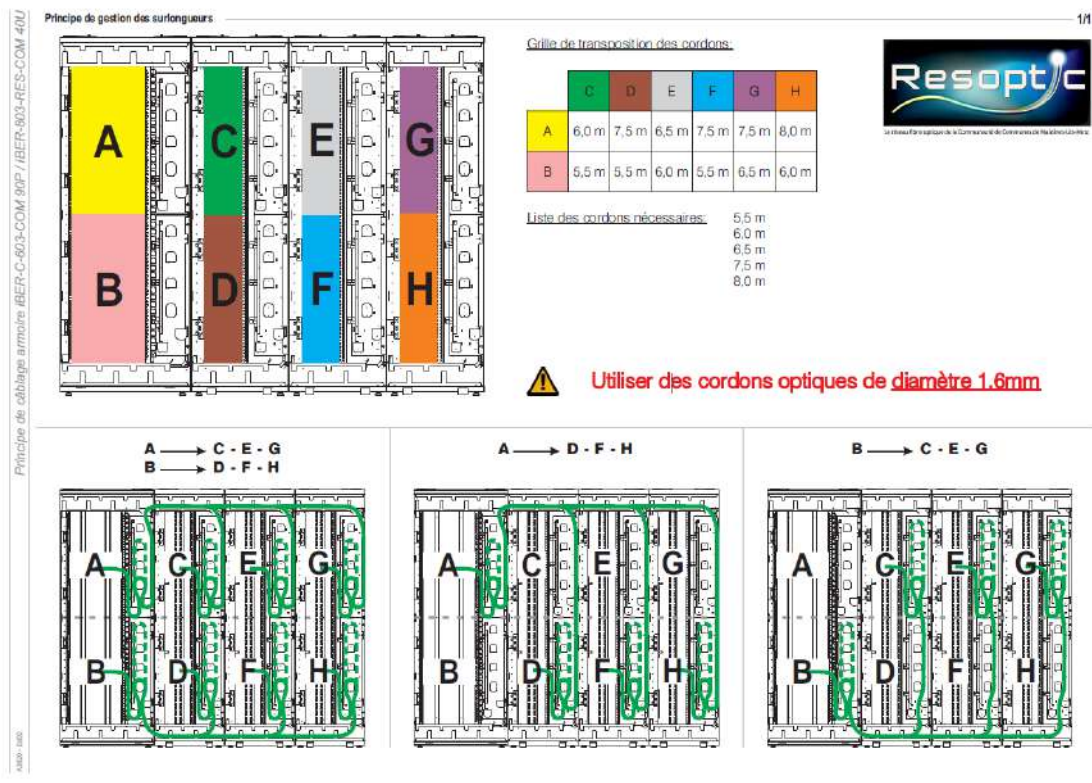 Principe de gestion des surlongueurs
1/1
Principe de câblage armoire IBER-C-603-COM 90P / IBER-603-RES-COM 40U
A
B
C
D
E
F
G
H
Grille de transposition des cordons:
C D E F G H
A 6,0 m 7,5 m 6,5 m 7,5 m 7,5 m 8,0 m
B 5,5 m 5,5 m 6,0 m 5,5 m 6,5 m 6,0 m
Resoptic
Liste des cordons nécessaires: 5,5 m
6,0 m
6,5 m
7,5 m
8,0 m
Utiliser des cordons optiques de diamètre 1.6mm
A → C - E - G
B → D - F - H
A C E G
B D F H
A → D - F - H
A C E G
B D F H
B → C - E - G
A C E G
B D F H